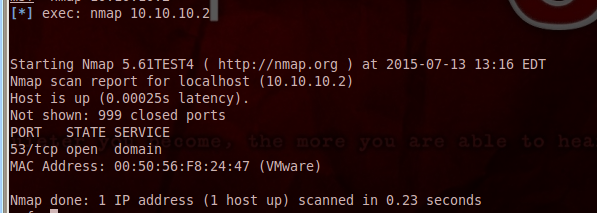 [*] exec: nmap 10.10.10.2
Starting Nmap 5.61TEST4 ( http://nmap.org ) at 2015-07-13 13:16 EDT
Nmap scan report for localhost (10.10.10.2)
Host is up (0.00025s latency).
Not shown: 999 closed ports
PORT   STATE SERVICE
53/tcp open  domain
become, the more you are able to hea
MAC Address: 00:50:56:F8:24:47 (VMware)
Nmap done: 1 IP address (1 host up) scanned in 0.23 seconds